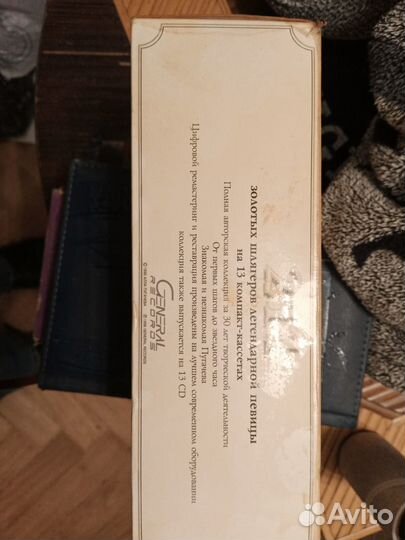 золотых шлягеров легендарной певицы
на 13 компакт-кассетах
Полная авторская коллекция за 30 лет творческой деятельности
От первых шагов до звездного часа
Знакомая и незнакомая Пугачева
Цифровой ремастеринг и реставрация произведены на лучшем современном оборудовании
коллекция также выпускается на 13 CD
GENERAL
RECORDS
Avito